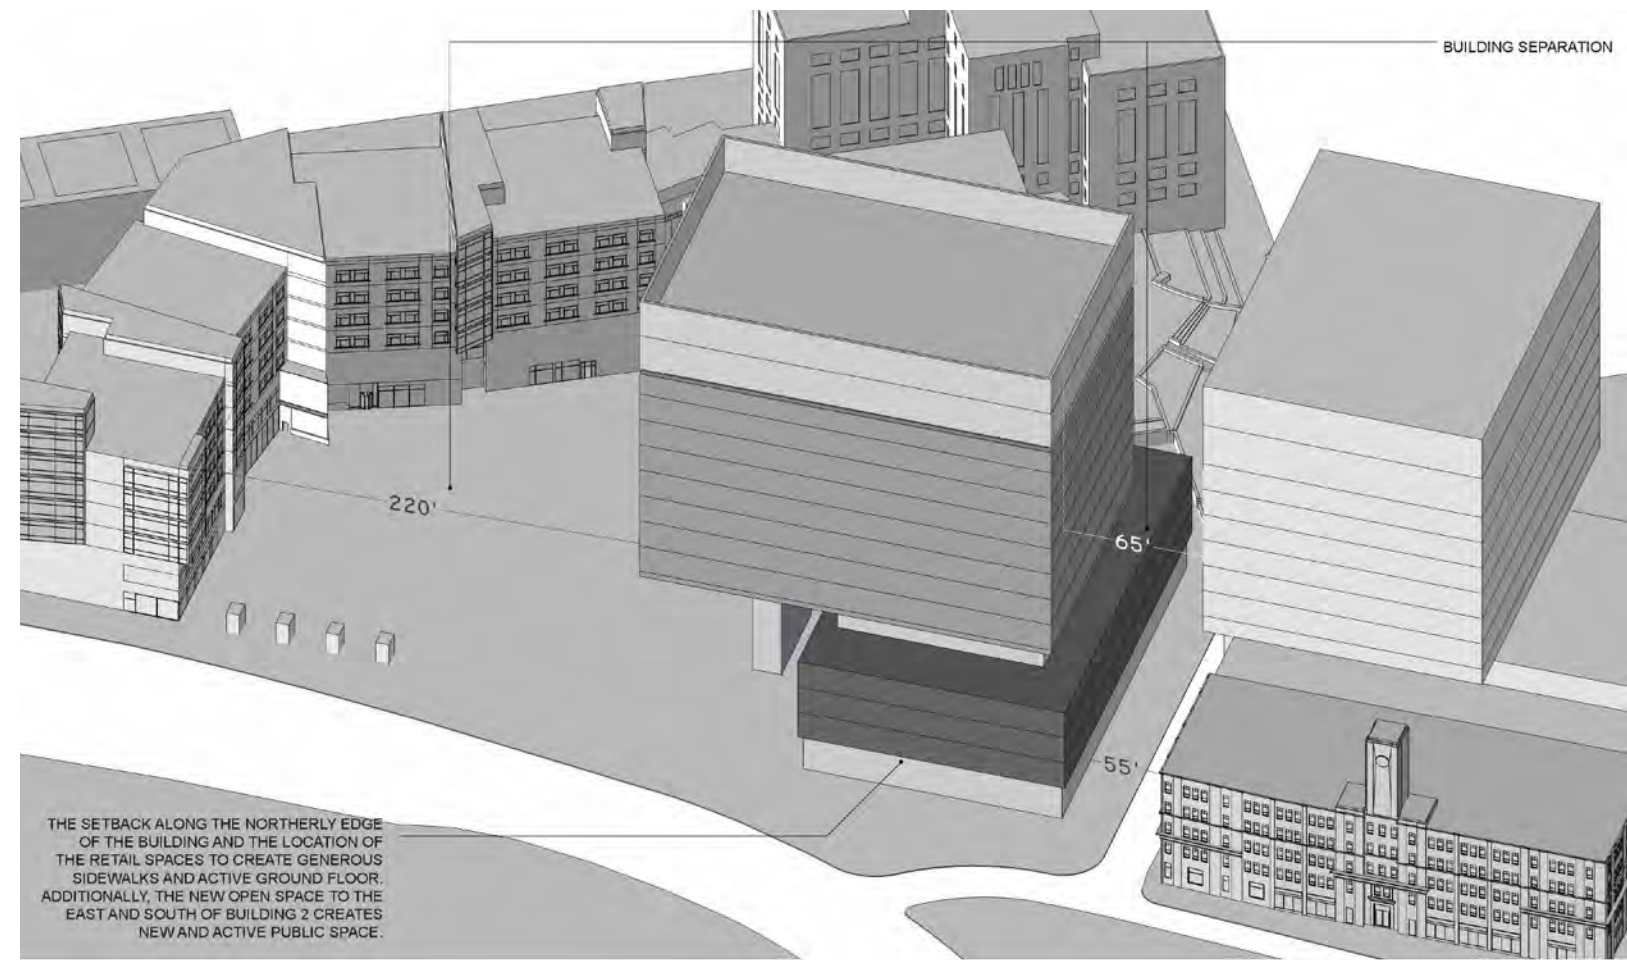 BUILDING SEPARATION
220'
65'
55'
THE SETBACK ALONG THE NORTHERLY EDGE
OF THE BUILDING AND THE LOCATION OF
THE RETAIL SPACES TO CREATE GENEROUS
SIDEWALKS AND ACTIVE GROUND FLOOR.
ADDITIONALLY, THE NEW OPEN SPACE TO THE
EAST AND SOUTH OF BUILDING 2 CREATES
NEW AND ACTIVE PUBLIC SPACE.